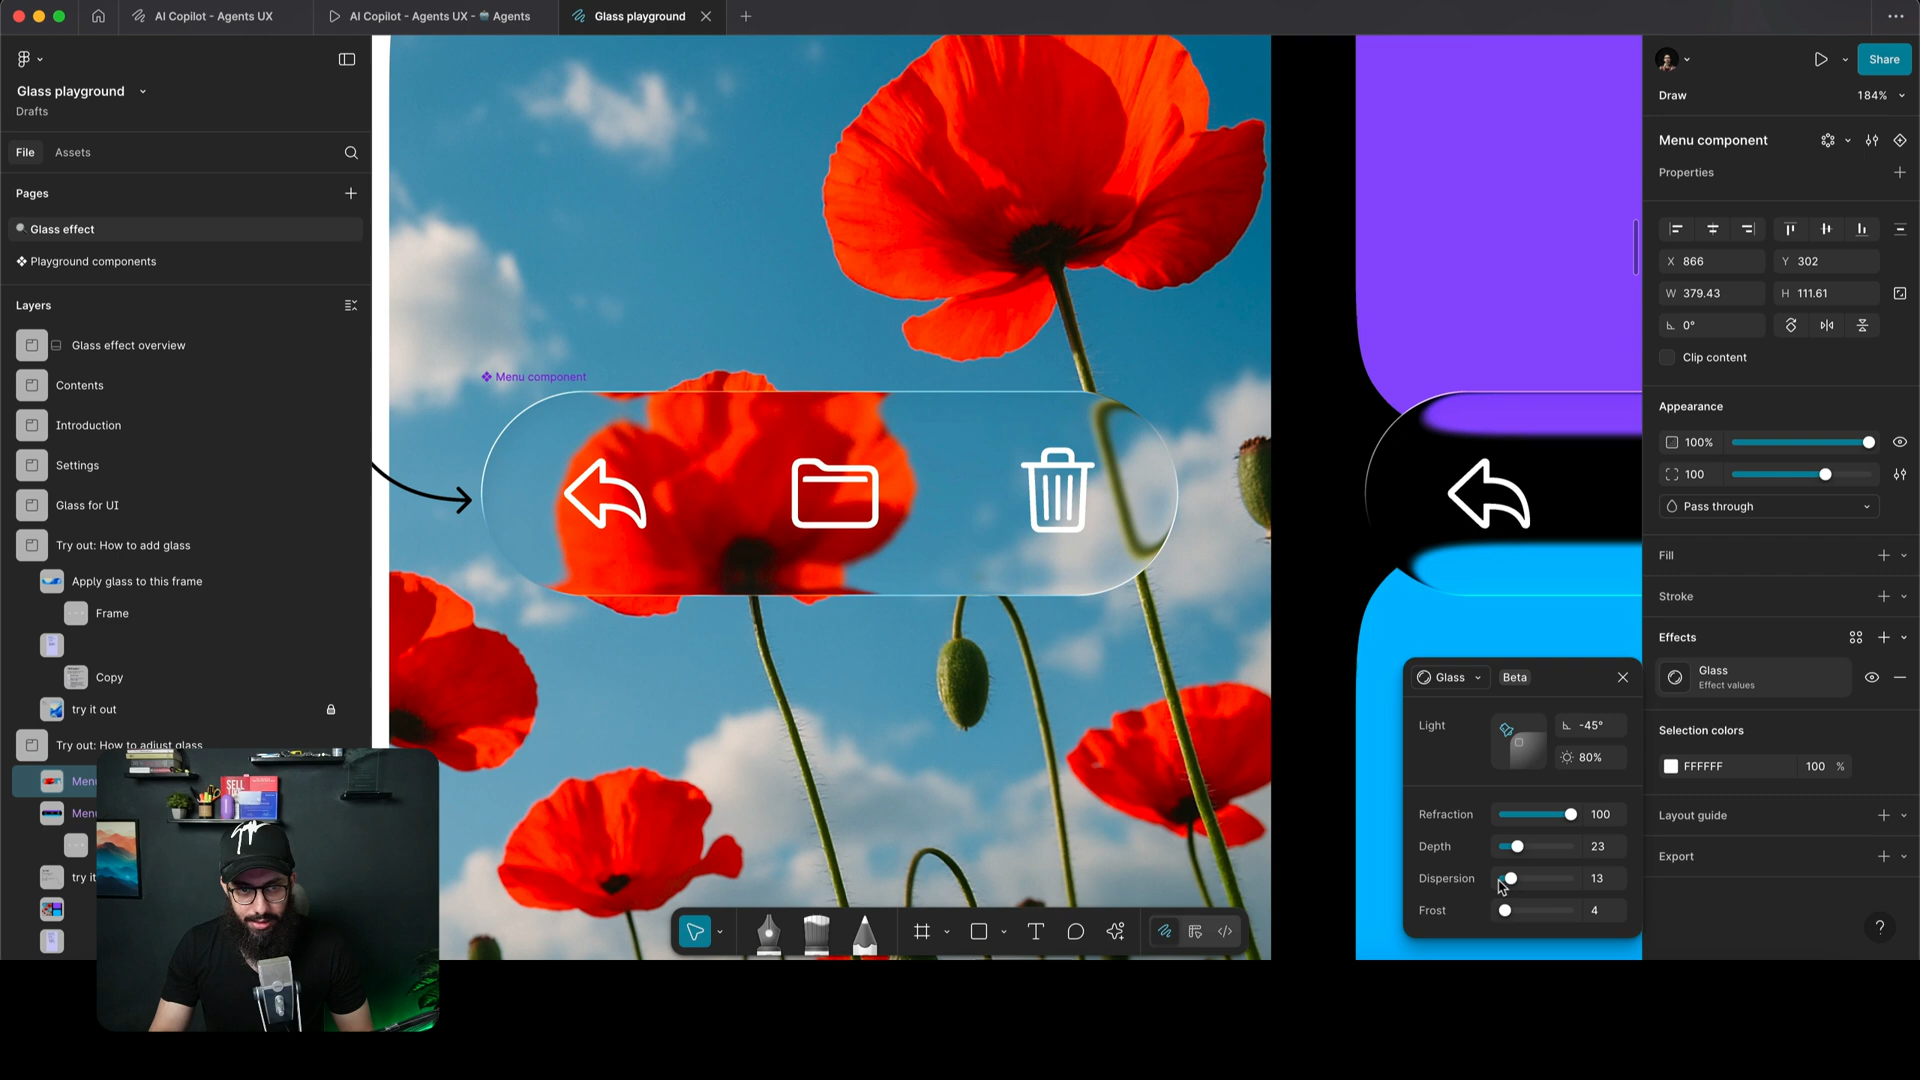 AI Copilot - Agents UX
AI Copilot - Agents UX - Agents
Glass playground
Glass playground
Drafts
File
Assets
Pages
Glass effect
Playground components
Layers
Glass effect overview
Contents
Introduction
Settings
Glass for UI
Try out: How to add glass
Apply glass to this frame
Frame
Copy
try it out
Try out: How to adjust glass
Menu
Menu
try it
SELL
Menu component
Share
Draw
184%
Menu component
Properties
X 866
Y 302
W 379.43
H 111.61
0°
Clip content
Appearance
100%
100
Pass through
Fill
Stroke
Effects
Glass
Effect values
Selection colors
FFFFFF
100 %
Layout guide
Export
?
Glass
Beta
Light
-45°
80%
Refraction
100
Depth
23
Dispersion
13
Frost
4